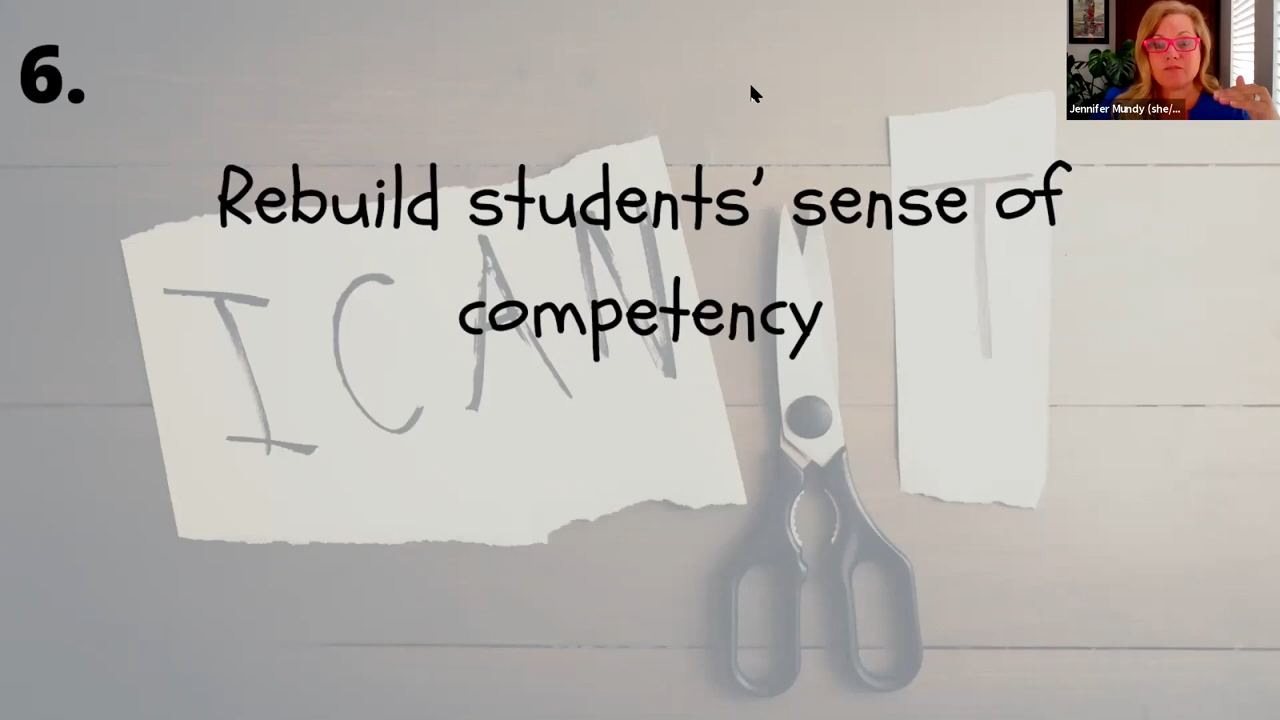 6.
Jennifer Mundy (she/...
Rebuild students' sense of
competency
I CAN T